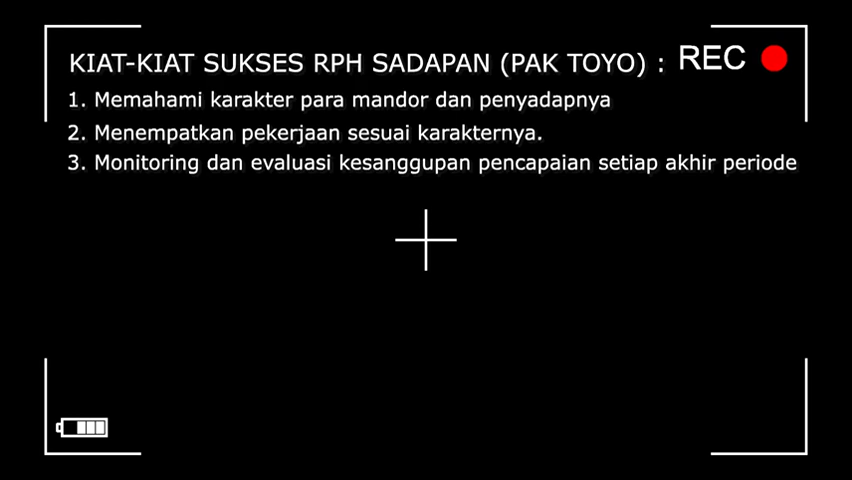 KIAT-KIAT SUKSES RPH SADAPAN (PAK TOYO) : REC
1. Memahami karakter para mandor dan penyadapnya
2. Menempatkan pekerjaan sesuai karakternya.
3. Monitoring dan evaluasi kesanggupan pencapaian setiap akhir periode